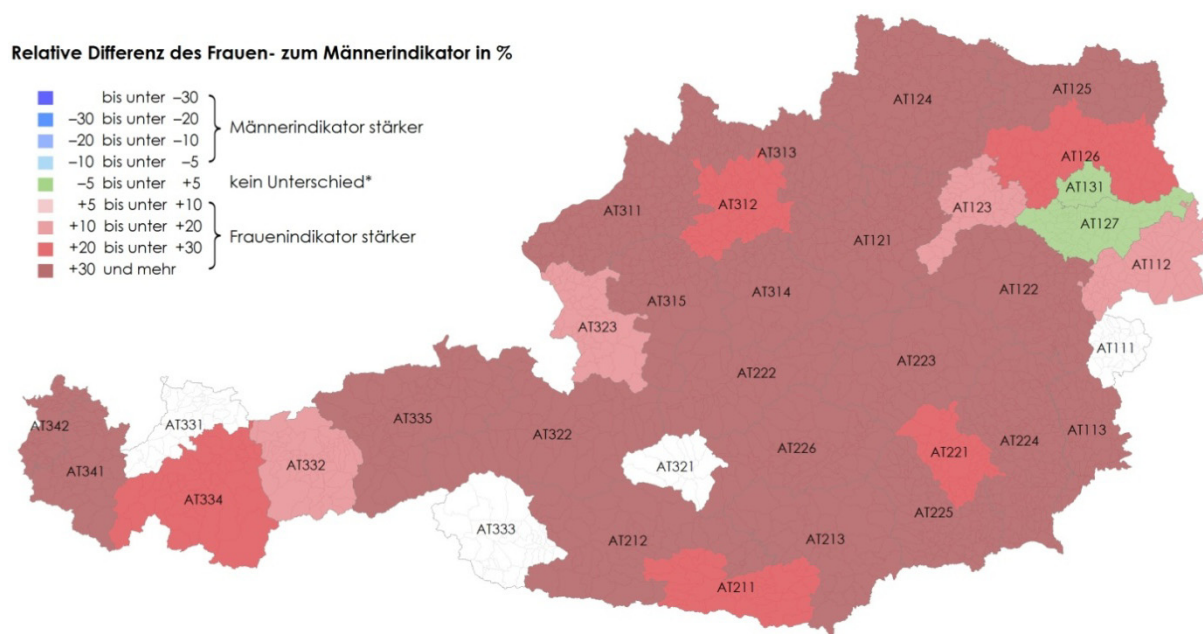 Relative Differenz des Frauen- zum Männerindikator in %
bis unter –30
–30 bis unter –20
–20 bis unter –10
–10 bis unter –5
Männerindikator stärker
–5 bis unter +5
kein Unterschied*
+5 bis unter +10
+10 bis unter +20
+20 bis unter +30
+30 und mehr
Frauenindikator stärker
AT124
AT125
AT313
AT126
AT131
AT312
AT123
AT311
AT127
AT121
AT112
AT315
AT314
AT122
AT323
AT111
AT223
AT222
AT335
AT342
AT331
AT322
AT113
AT224
AT226
AT221
AT332
AT321
AT341
AT334
AT225
AT333
AT212
AT213
AT211